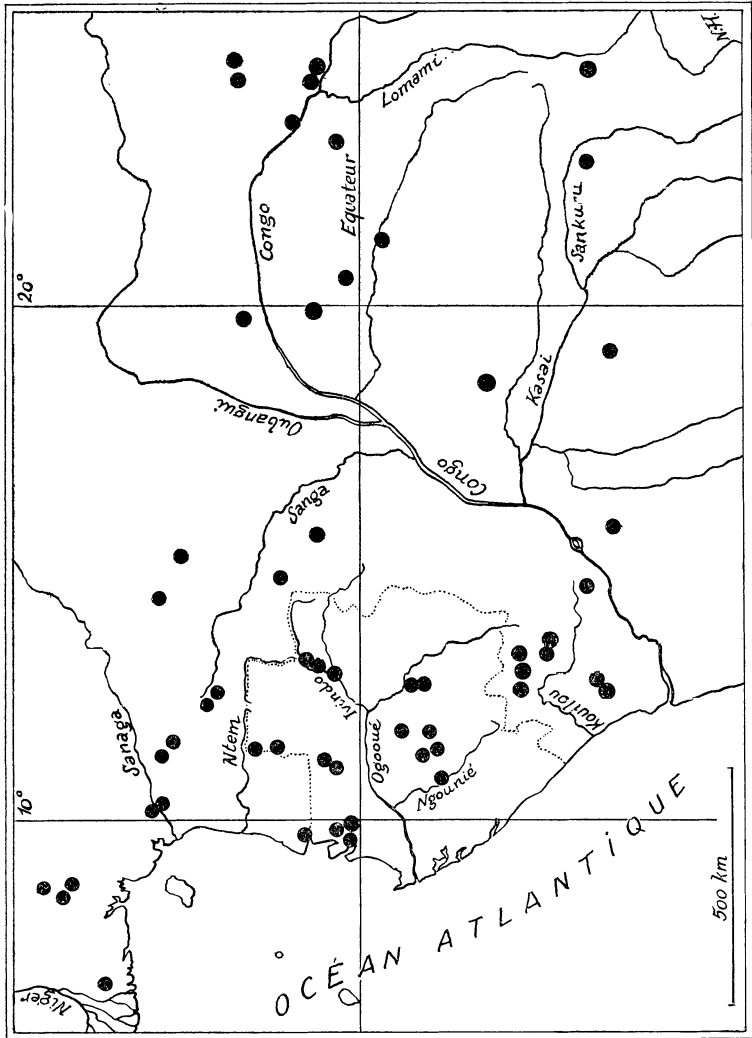 N.H.
Lomami
Sankuru
Congo
Equateur
20°
Kasai
Oubangui
Congo
Sanga
Ivindo
Kouilou
Ntem
Sanaga
Ogooué
Ngounié
10°
500 km
OCÉAN ATLANTIQUE
Niger